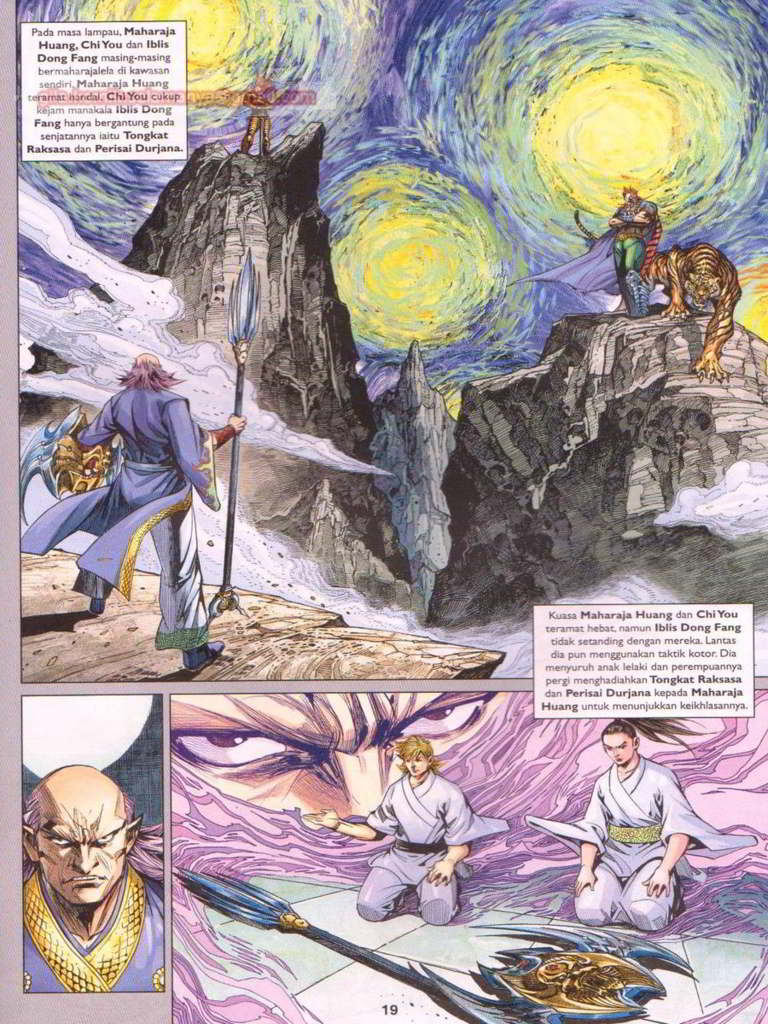 Pada masa lampau, Maharaja
Huang, Chi You dan Iblis
Dong Fang masing-masing
bermaharajalela di kawasan
sendiri. Maharaja Huang
teramat handal, Chi You cukup
kejam manakala Iblis Dong
Fang hanya bergantung pada
senjatannya iaitu Tongkat
Raksasa dan Perisai Durjana.
Kuasa Maharaja Huang dan Chi You
teramat hebat, namun Iblis Dong Fang
tidak setanding dengan mereka. Lantas
dia pun menggunakan taktik kotor. Dia
menyuruh anak lelaki dan perempuannya
pergi menghadiahkan Tongkat Raksasa
dan Perisai Durjana kepada Maharaja
Huang untuk menunjukkan keikhlasannya.
19